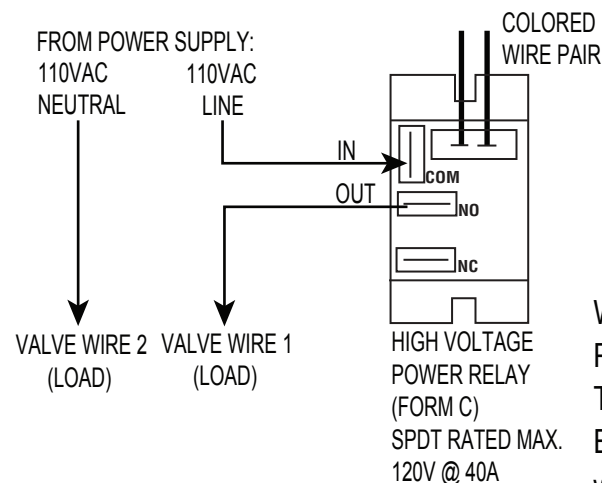 FROM POWER SUPPLY:
110VAC
NEUTRAL
110VAC
LINE
COLORED
WIRE PAIR
IN
COM
OUT
NO
NC
VALVE WIRE 2
(LOAD)
VALVE WIRE 1
(LOAD)
HIGH VOLTAGE
POWER RELAY
(FORM C)
SPDT RATED MAX.
120V @ 40A